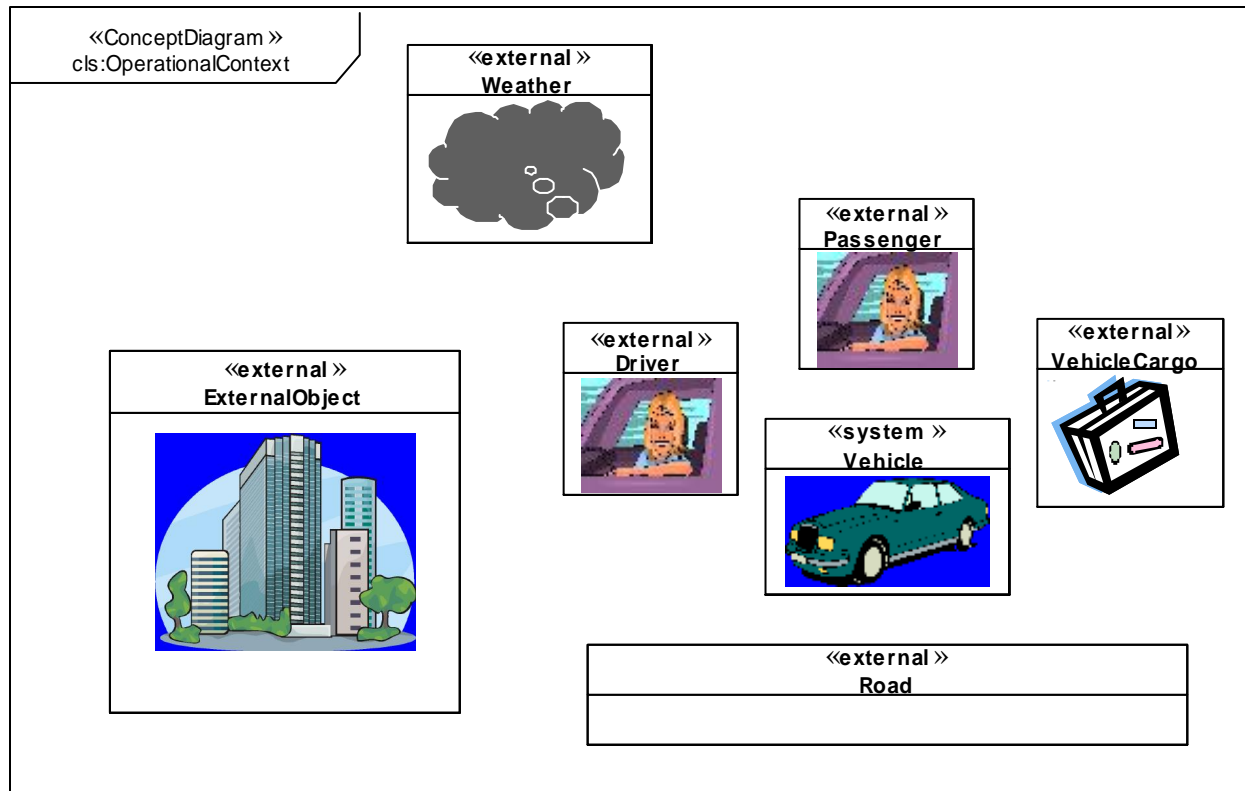 «ConceptDiagram»
cls:OperationalContext
«external»
Weather
«external»
Passenger
«external»
Driver
«external»
VehicleCargo
«external»
ExternalObject
«system»
Vehicle
«external»
Road